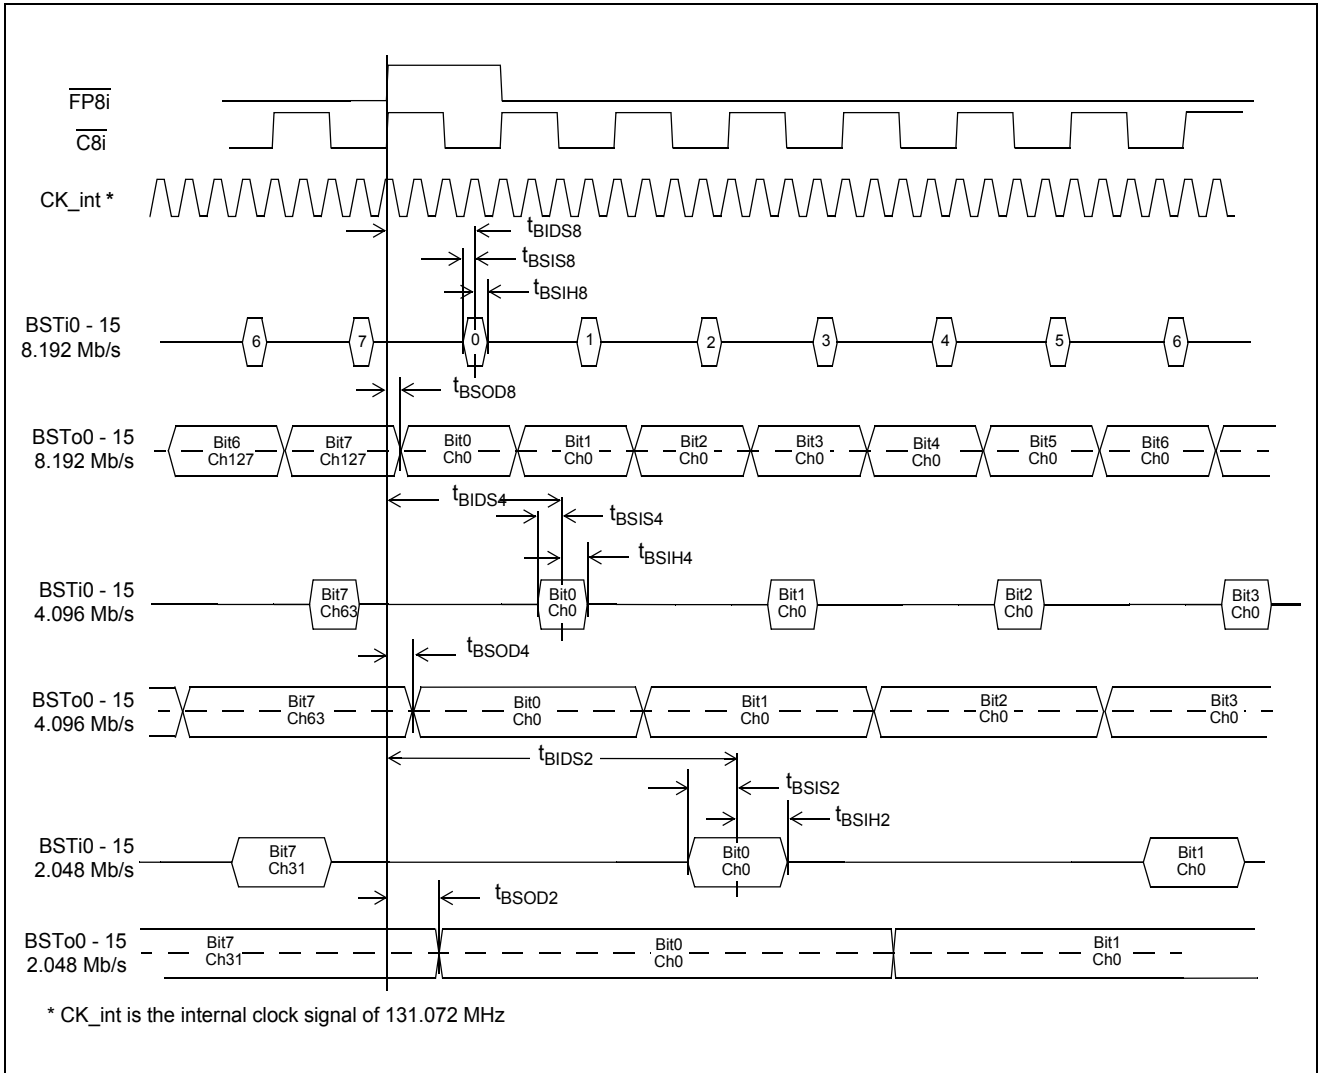 FP8i
C8i
CK_int *
tBIDS8
tBSIS8
tBSIH8
BSTi0 - 15
8.192 Mb/s
6 7 0 1 2 3 4 5 6
tBSOD8
BSTo0 - 15
8.192 Mb/s
Bit6 Bit7 Bit0 Bit1 Bit2 Bit3 Bit4 Bit5 Bit6
Ch127 Ch127 Ch0 Ch0 Ch0 Ch0 Ch0 Ch0 Ch0
tBIDS4
tBSIS4
tBSIH4
BSTi0 - 15
4.096 Mb/s
Bit7 Bit0 Bit1 Bit2 Bit3
Ch63 Ch0 Ch0 Ch0 Ch0
tBSOD4
BSTo0 - 15
4.096 Mb/s
Bit7 Bit0 Bit1 Bit2 Bit3
Ch63 Ch0 Ch0 Ch0 Ch0
tBIDS2
tBSIS2
tBSIH2
BSTi0 - 15
2.048 Mb/s
Bit7 Bit0 Bit1
Ch31 Ch0 Ch0
tBSOD2
BSTo0 - 15
2.048 Mb/s
Bit7 Bit0 Bit1
Ch31 Ch0 Ch0
* CK_int is the internal clock signal of 131.072 MHz